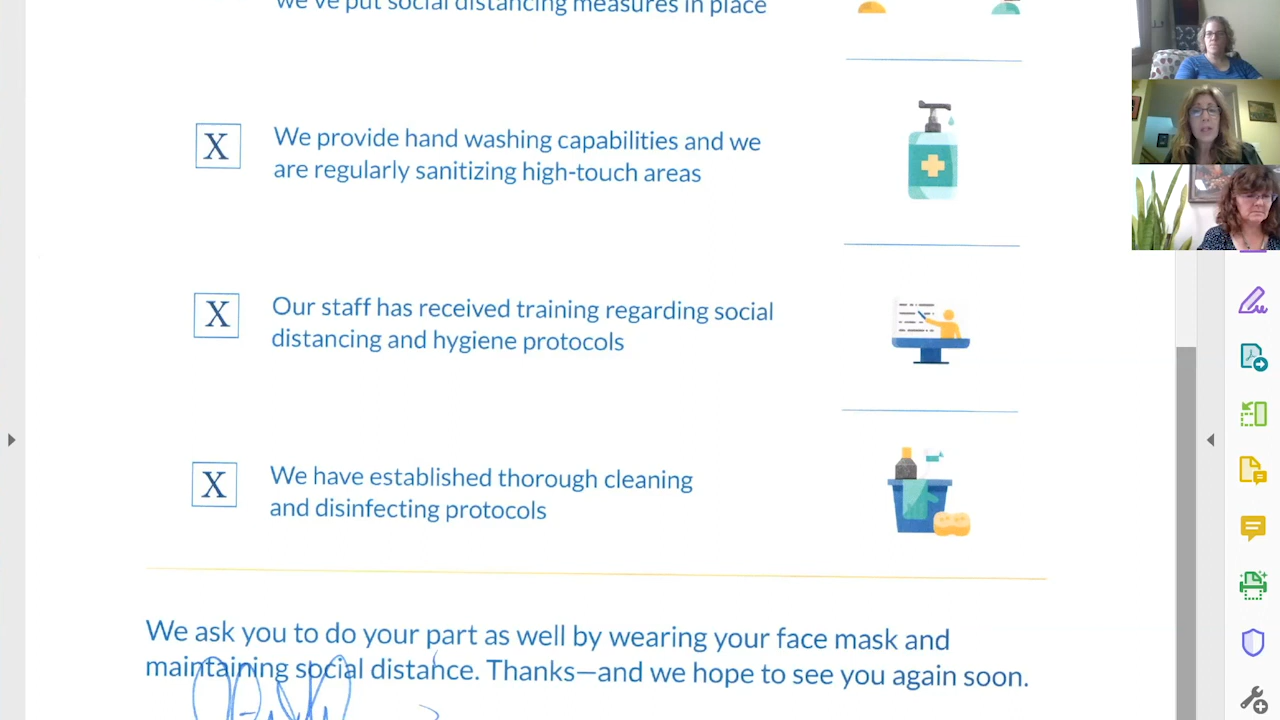 we've put social distancing measures in place
X We provide hand washing capabilities and we
are regularly sanitizing high-touch areas
X Our staff has received training regarding social
distancing and hygiene protocols
X We have established thorough cleaning
and disinfecting protocols
We ask you to do your part as well by wearing your face mask and
maintaining social distance. Thanks—and we hope to see you again soon.